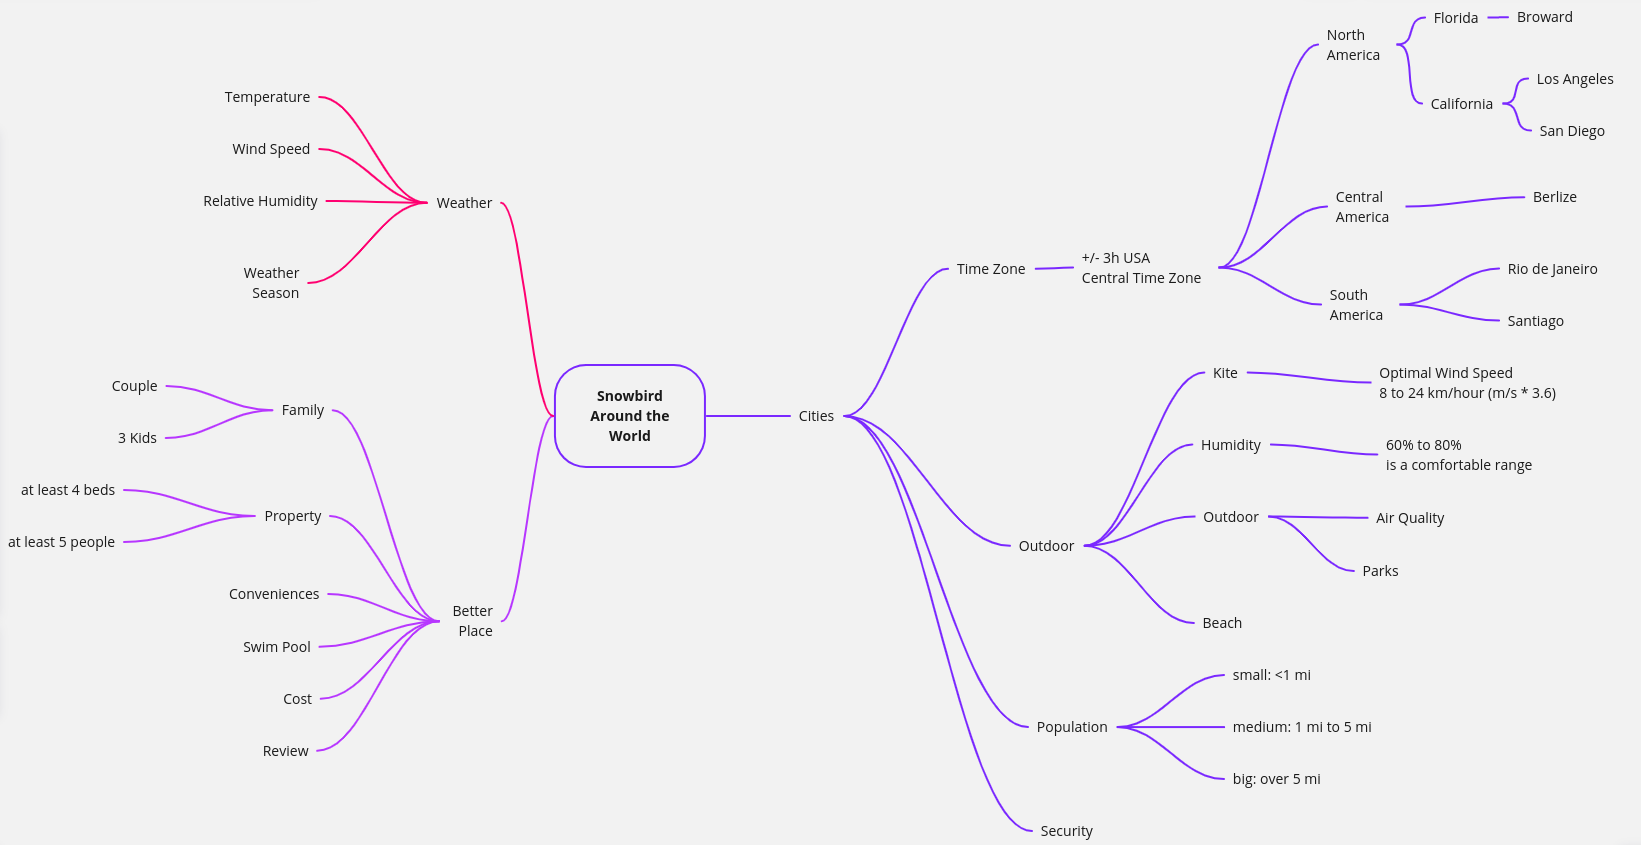 Snowbird
Around the
World
Weather
Temperature
Wind Speed
Relative Humidity
Weather
Season
Better
Place
Family
Couple
3 Kids
Property
at least 4 beds
at least 5 people
Conveniences
Swim Pool
Cost
Review
Cities
Time Zone
+/- 3h USA
Central Time Zone
North
America
Florida
Broward
California
Los Angeles
San Diego
Central
America
Berlize
South
America
Rio de Janeiro
Santiago
Outdoor
Kite
Optimal Wind Speed
8 to 24 km/hour (m/s * 3.6)
Humidity
60% to 80%
is a comfortable range
Outdoor
Air Quality
Parks
Beach
Population
small: <1 mi
medium: 1 mi to 5 mi
big: over 5 mi
Security